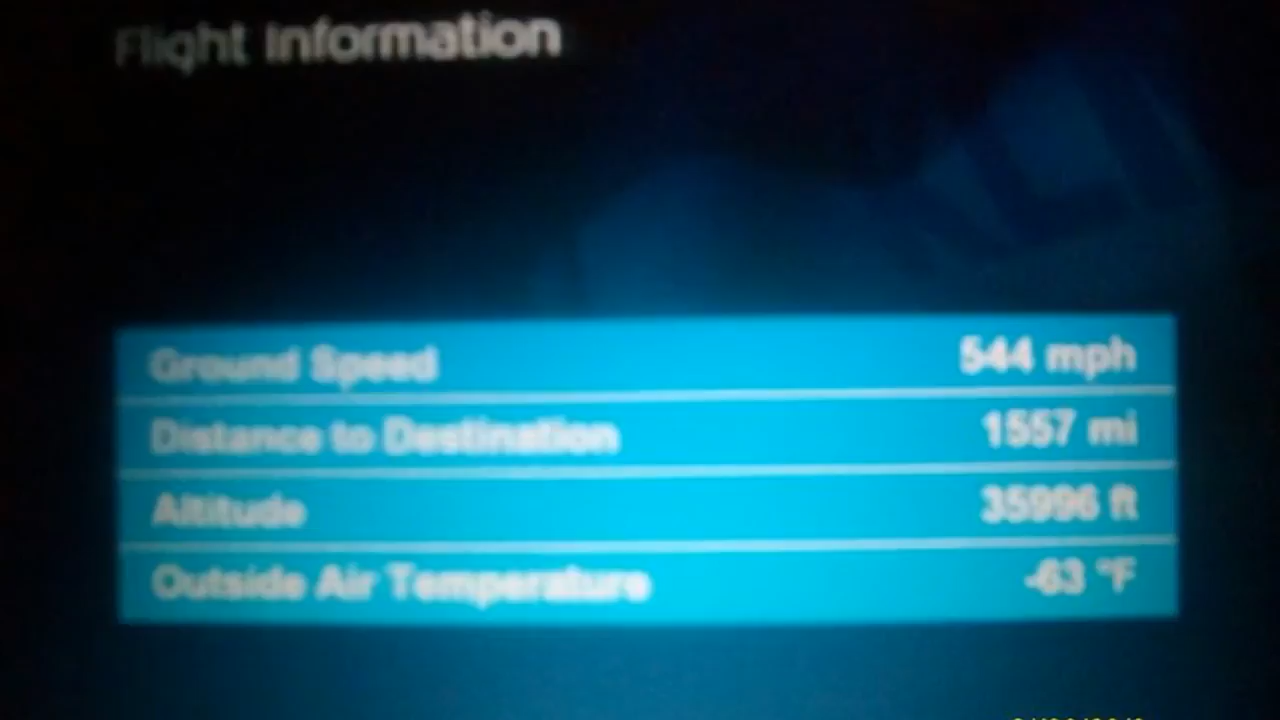 Flight Information
Ground Speed 544 mph
Distance to Destination 1557 mi
Altitude 35996 ft
Outside Air Temperature -63 °F